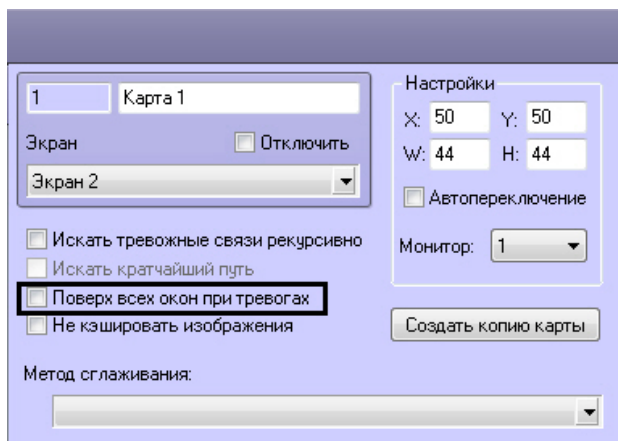 1
Карта 1
Экран
Отключить
Экран 2
Искать тревожные связи рекурсивно
Искать кратчайший путь
Поверх всех окон при тревогах
Не кэшировать изображения
Метод сглаживания:
Настройки
X: 50 Y: 50
W: 44 H: 44
Автопереключение
Монитор: 1
Создать копию карты